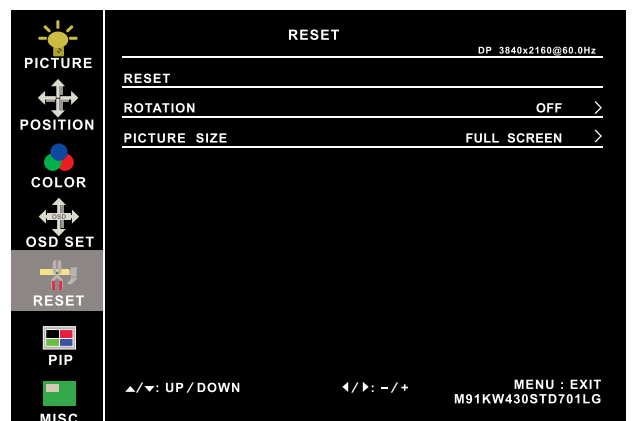 RESET
DP 3840x2160@60.0Hz
PICTURE
POSITION
COLOR
OSD
OSD SET
RESET
PIP
MISC
RESET
ROTATION OFF >
PICTURE SIZE FULL SCREEN >
▲/▼: UP/DOWN ◀/▶: -/+ MENU : EXIT
M91KW430STD701LG